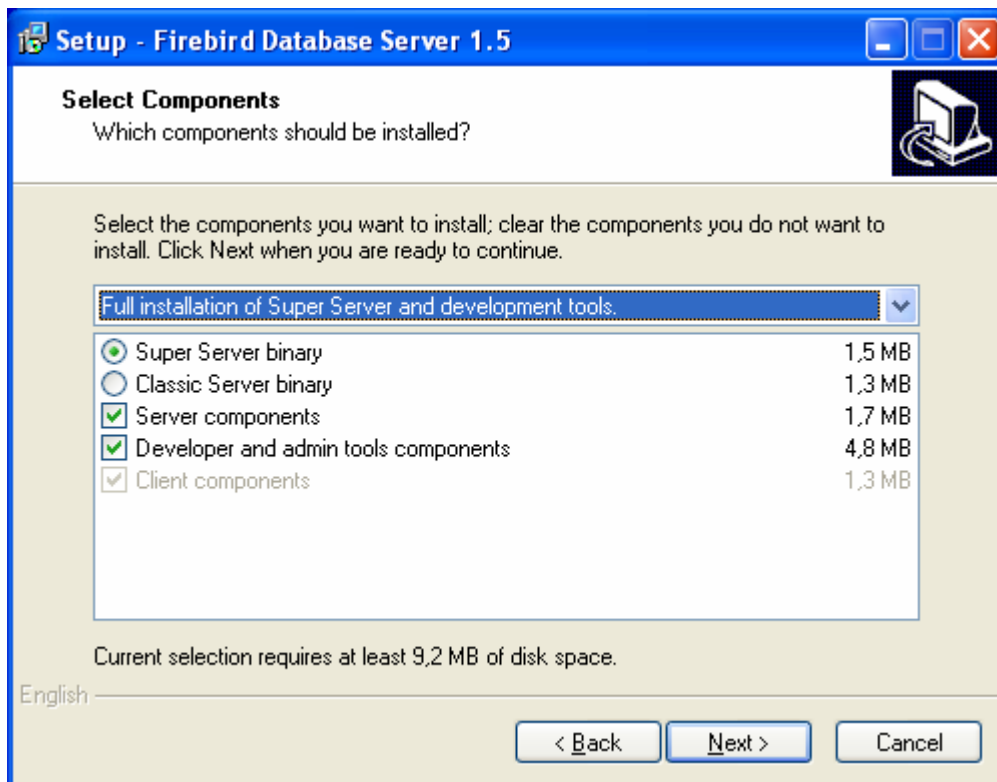 Setup - Firebird Database Server 1.5
Select Components
Which components should be installed?
Select the components you want to install; clear the components you do not want to
install. Click Next when you are ready to continue.
Full installation of Super Server and development tools.
Super Server binary 1,5 MB
Classic Server binary 1,3 MB
Server components 1,7 MB
Developer and admin tools components 4,8 MB
Client components 1,3 MB
Current selection requires at least 9,2 MB of disk space.
English
< Back Next > Cancel